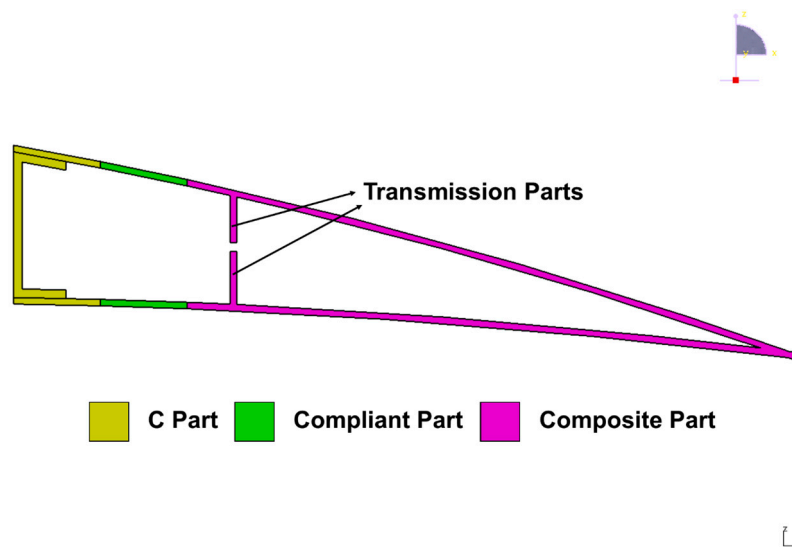 z
y x
Transmission Parts
C Part Compliant Part Composite Part
z